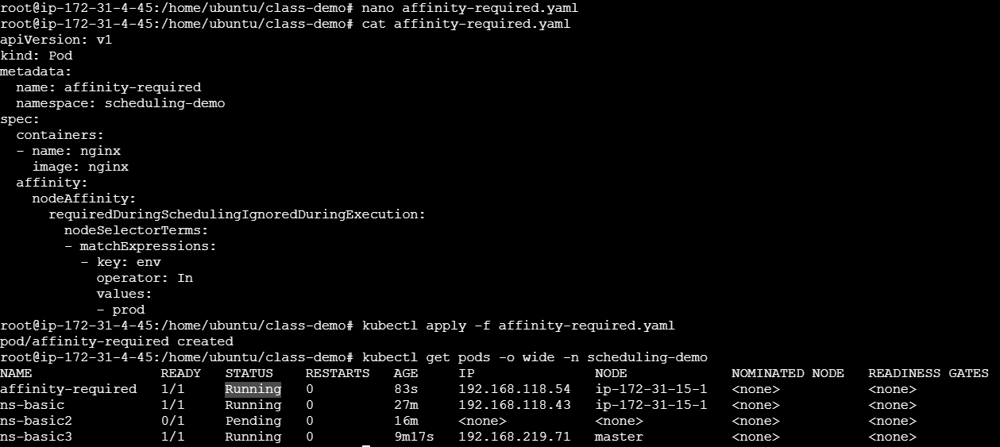 root@ip-172-31-4-45:/home/ubuntu/class-demo# nano affinity-required.yaml
root@ip-172-31-4-45:/home/ubuntu/class-demo# cat affinity-required.yaml
apiVersion: v1
kind: Pod
metadata:
  name: affinity-required
  namespace: scheduling-demo
spec:
  containers:
  - name: nginx
    image: nginx
  affinity:
    nodeAffinity:
      requiredDuringSchedulingIgnoredDuringExecution:
        nodeSelectorTerms:
        - matchExpressions:
          - key: env
            operator: In
            values:
            - prod
root@ip-172-31-4-45:/home/ubuntu/class-demo# kubectl apply -f affinity-required.yaml
pod/affinity-required created
root@ip-172-31-4-45:/home/ubuntu/class-demo# kubectl get pods -o wide -n scheduling-demo
NAME                READY   STATUS    RESTARTS   AGE     IP               NODE             NOMINATED NODE   READINESS GATES
affinity-required   1/1     Running   0          83s     192.168.118.54   ip-172-31-15-1   <none>           <none>
ns-basic            1/1     Running   0          27m     192.168.118.43   ip-172-31-15-1   <none>           <none>
ns-basic2           0/1     Pending   0          16m     <none>           <none>           <none>           <none>
ns-basic3           1/1     Running   0          9m17s   192.168.219.71   master           <none>           <none>